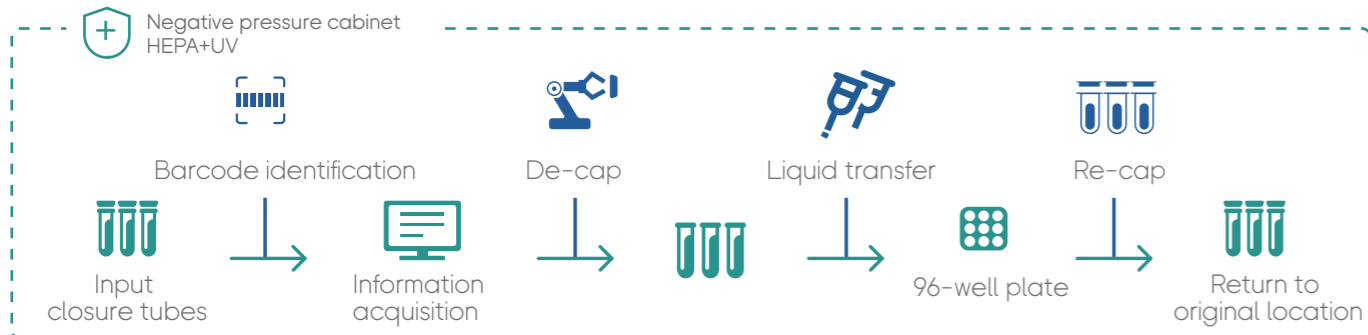 Negative pressure cabinet
HEPA+UV
Barcode identification
De-cap
Liquid transfer
Re-cap
Input
closure tubes
Information
acquisition
96-well plate
Return to
original location